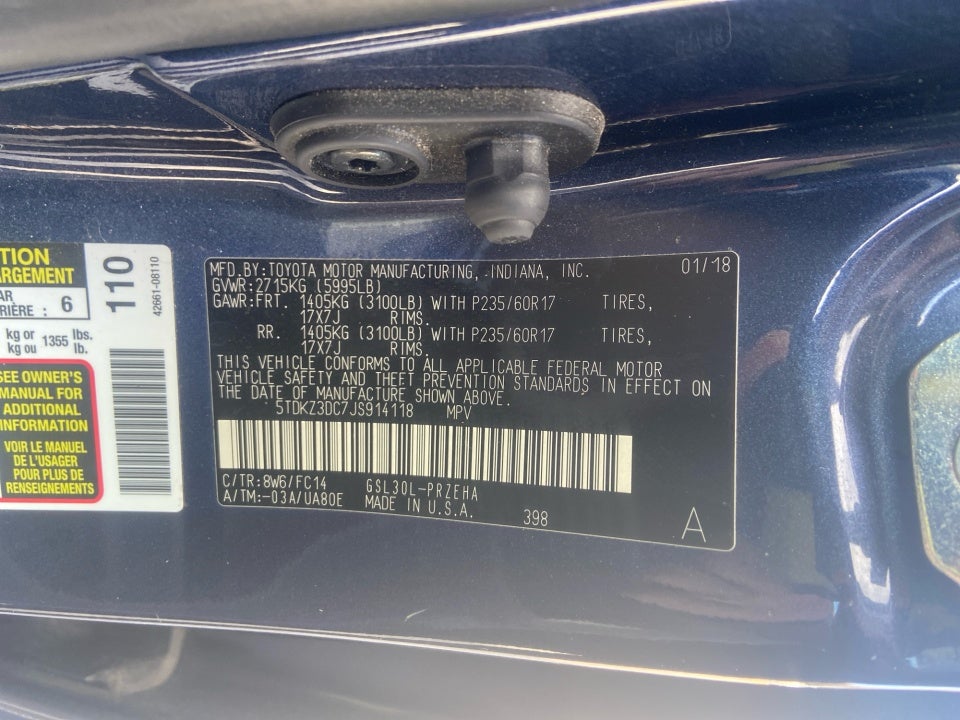 TION
ARGEMENT
AR
RIÈRE : 6
110
42661-08110
kg or 1355 lbs.
kg ou lb.
SEE OWNER'S
MANUAL FOR
ADDITIONAL
INFORMATION
VOIR LE MANUEL
DE L'USAGER
POUR PLUS DE
RENSEIGNEMENTS
MFD.BY:TOYOTA MOTOR MANUFACTURING, INDIANA, INC. 01/18
GVWR:2715KG (5995LB)
GAWR:FRT. 1405KG (3100LB) WITH P235/60R17 TIRES,
17X7J RIMS.
RR. 1405KG (3100LB) WITH P235/60R17 TIRES,
17X7J RIMS.
THIS VEHICLE CONFORMS TO ALL APPLICABLE FEDERAL MOTOR
VEHICLE SAFETY AND THEFT PREVENTION STANDARDS IN EFFECT ON
THE DATE OF MANUFACTURE SHOWN ABOVE.
5TDKZ3DC7JS914118 MPV
C/TR:8W6/FC14 GSL30L-PRZEHA
A/TM:-03A/UA80E MADE IN U.S.A. 398
A